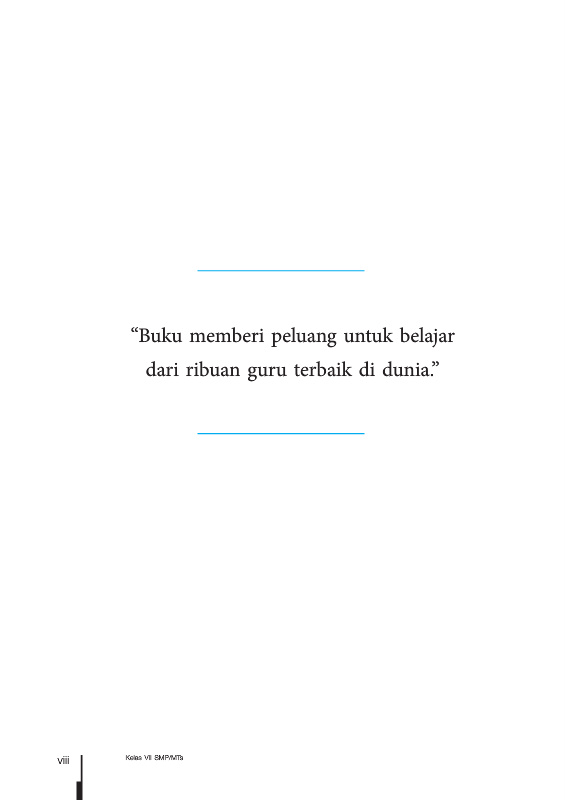 “Buku memberi peluang untuk belajar
dari ribuan guru terbaik di dunia.”
viii
Kelas VII SMP/MTs